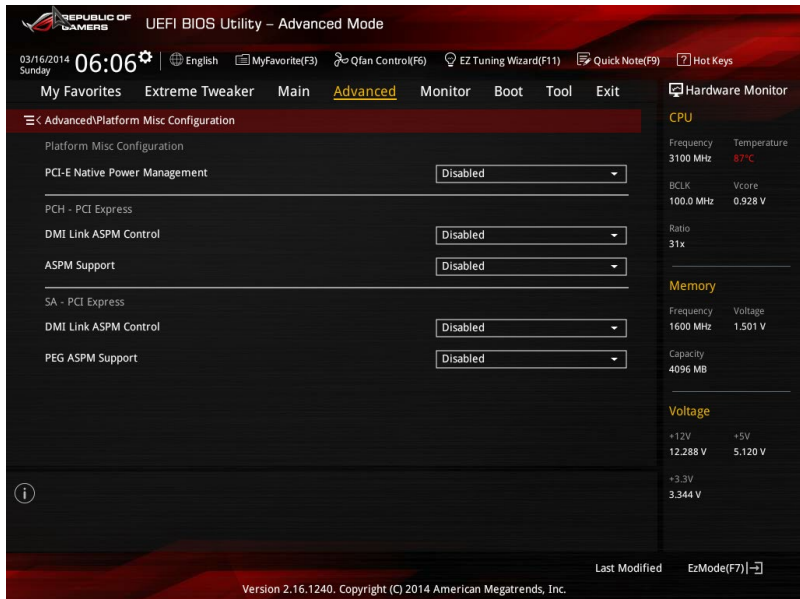 REPUBLIC OF GAMERS
UEFI BIOS Utility – Advanced Mode
03/16/2014 Sunday 06:06 English MyFavorite(F3) Qfan Control(F6) EZ Tuning Wizard(F11) Quick Note(F9) ? Hot Keys
My Favorites Extreme Tweaker Main Advanced Monitor Boot Tool Exit
Advanced\Platform Misc Configuration
Platform Misc Configuration
PCI-E Native Power Management Disabled
PCH - PCI Express
DMI Link ASPM Control Disabled
ASPM Support Disabled
SA - PCI Express
DMI Link ASPM Control Disabled
PEG ASPM Support Disabled
Hardware Monitor
CPU
Frequency Temperature
3100 MHz 87°C
BCLK Vcore
100.0 MHz 0.928 V
Ratio
31x
Memory
Frequency Voltage
1600 MHz 1.501 V
Capacity
4096 MB
Voltage
+12V +5V
12.288 V 5.120 V
+3.3V
3.344 V
i
Last Modified EzMode(F7)
Version 2.16.1240. Copyright (C) 2014 American Megatrends, Inc.